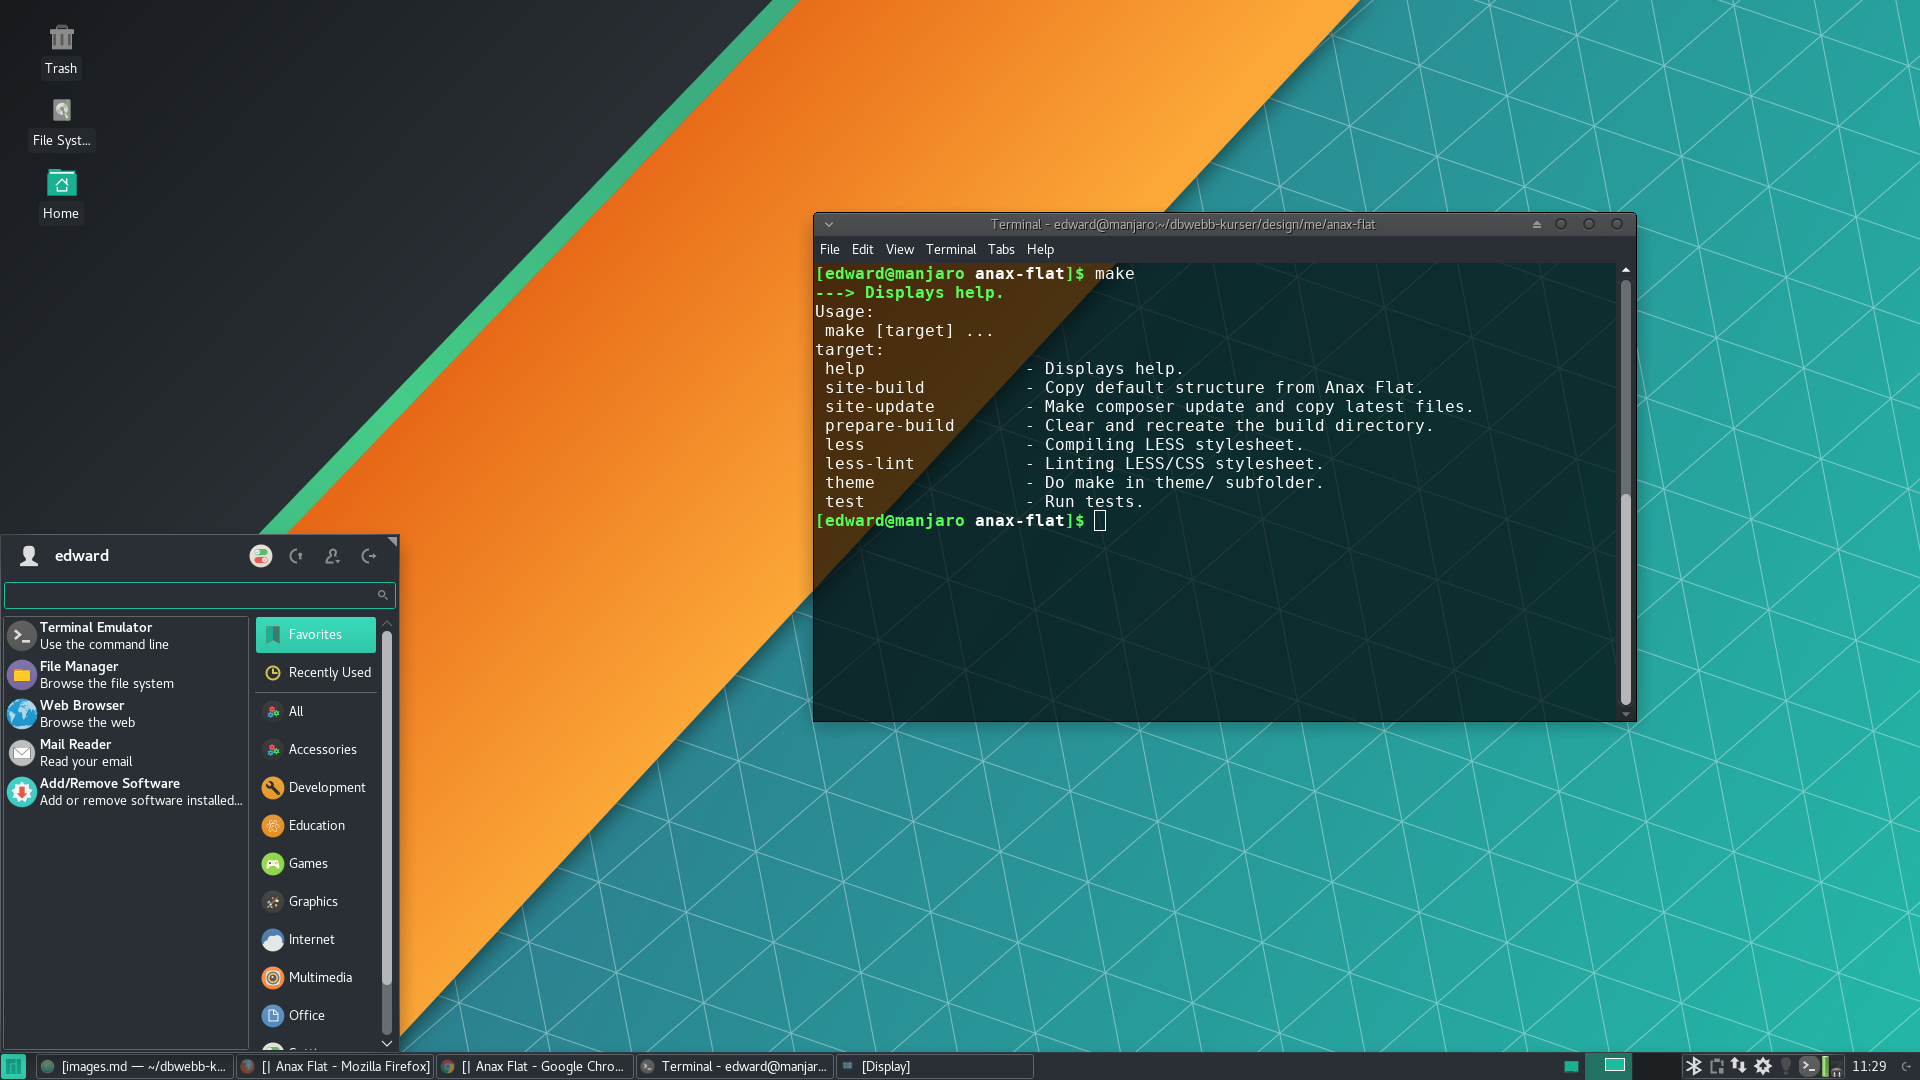 Trash
File Syst...
Home
Terminal - edward@manjaro:~/dbwebb-kurser/design/me/anax-flat
File Edit View Terminal Tabs Help
[edward@manjaro anax-flat]$ make
---> Displays help.
Usage:
make [target] ...
target:
help - Displays help.
site-build - Copy default structure from Anax Flat.
site-update - Make composer update and copy latest files.
prepare-build - Clear and recreate the build directory.
less - Compiling LESS stylesheet.
less-lint - Linting LESS/CSS stylesheet.
theme - Do make in theme/ subfolder.
test - Run tests.
[edward@manjaro anax-flat]$
edward
Terminal Emulator
Use the command line
File Manager
Browse the file system
Web Browser
Browse the web
Mail Reader
Read your email
Add/Remove Software
Add or remove software installed...
Favorites
Recently Used
All
Accessories
Development
Education
Games
Graphics
Internet
Multimedia
Office
[images.md — ~/dbwebb-k...
[| Anax Flat - Mozilla Firefox]
[| Anax Flat - Google Chro...
Terminal - edward@manjar...
[Display]
11:29